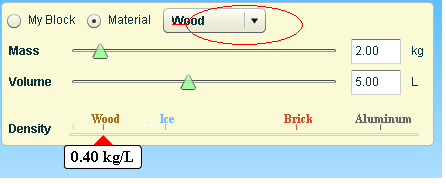 My Block Material Wood
Mass 2.00 kg
Volume 5.00 L
Density Wood Ice Brick Aluminum
0.40 kg/L